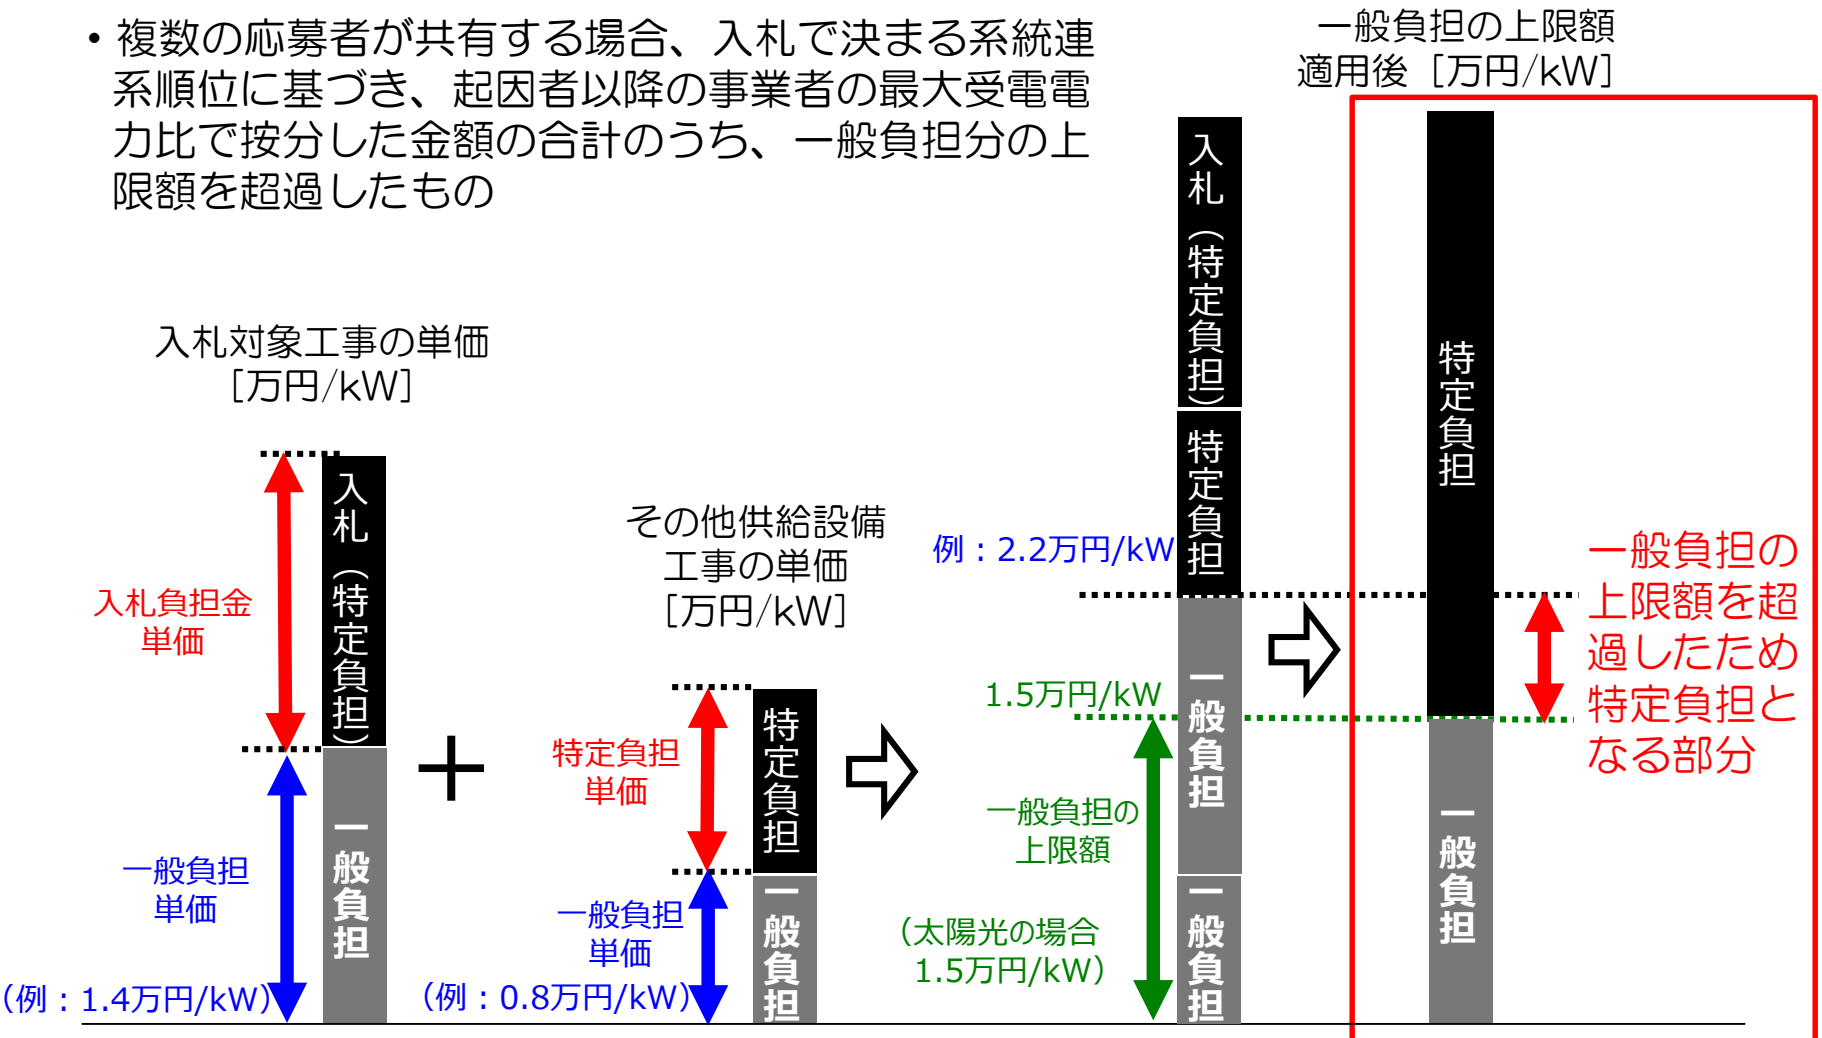 ・複数の応募者が共有する場合、入札で決まる系統連
系順位に基づき、起因者以降の事業者の最大受電電
力比で按分した金額の合計のうち、一般負担分の上
限額を超過したもの
一般負担の上限額
適用後［万円/kW］
入札対象工事の単価
［万円/kW］
入札（特定負担）
入札負担金
単価
一般負担
一般負担
単価
（例：1.4万円/kW）
＋
その他供給設備
工事の単価
［万円/kW］
特定負担
特定負担
単価
一般負担
一般負担
単価
（例：0.8万円/kW）
入札（特定負担）
特定負担
例：2.2万円/kW
一般負担
1.5万円/kW
一般負担の
上限額
（太陽光の場合
1.5万円/kW）
一般負担
特定負担
一般負担
一般負担の
上限額を超
過したため
特定負担と
なる部分